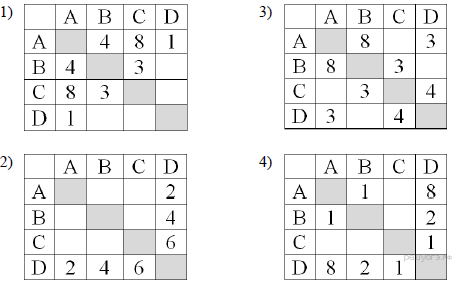 1)
A B C D
A 4 8 1
B 4 3
C 8 3
D 1
3)
A B C D
A 8 3
B 8 3
C 3 4
D 3 4
2)
A B C D
A 2
B 4
C 6
D 2 4 6
4)
A B C D
A 1 8
B 1 2
C 1
D 8 2 1